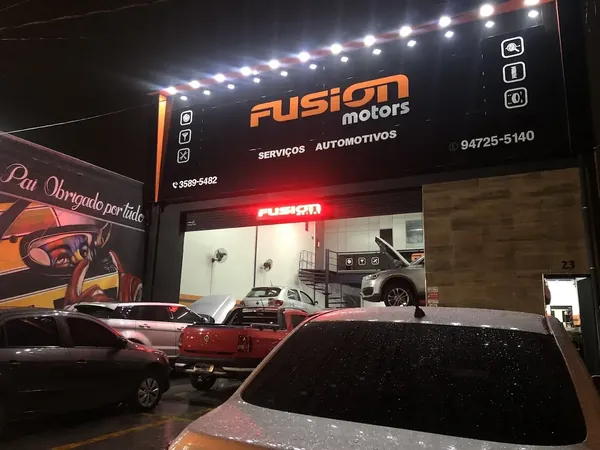 FUSiON
motors
SERVIÇOS AUTOMOTIVOS
3589-5482
94725-5140
FUSION
Pai Obrigado por tudo
23